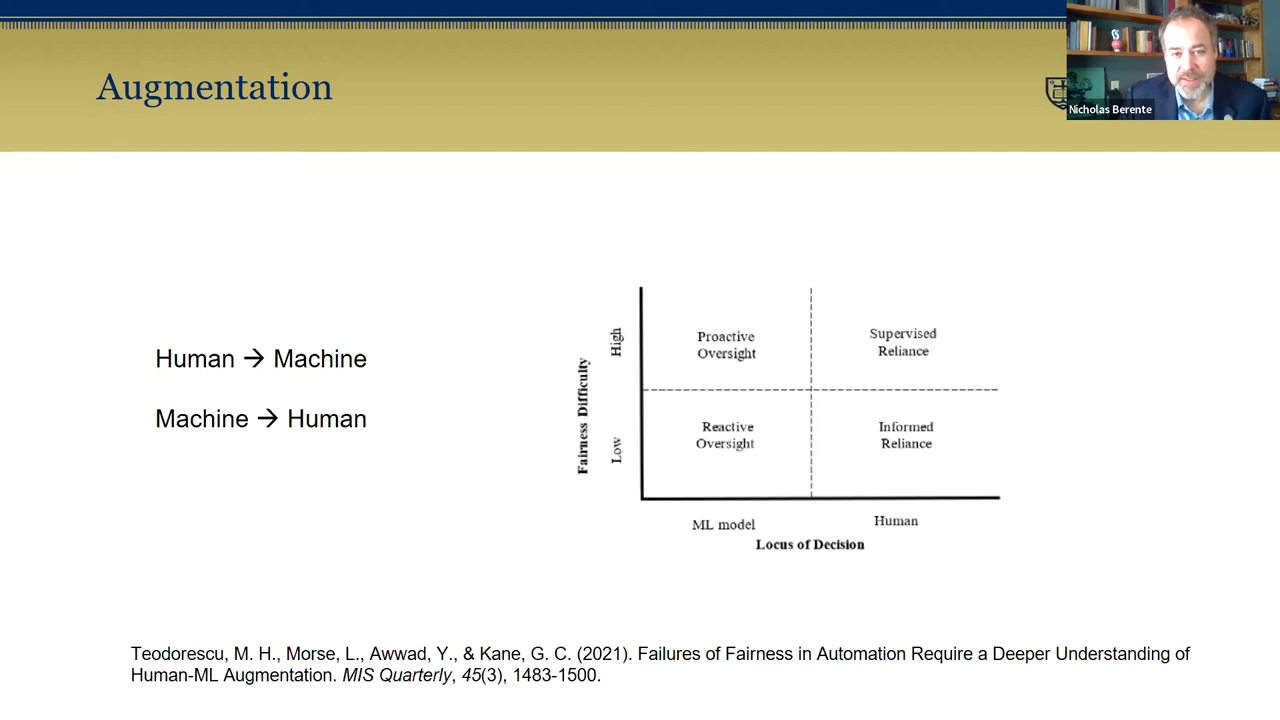 Augmentation
Nicholas Berente
Human → Machine
Machine → Human
Fairness Difficulty
High
Low
Proactive
Oversight
Supervised
Reliance
Reactive
Oversight
Informed
Reliance
ML model
Human
Locus of Decision
Teodorescu, M. H., Morse, L., Awwad, Y., & Kane, G. C. (2021). Failures of Fairness in Automation Require a Deeper Understanding of
Human-ML Augmentation. MIS Quarterly, 45(3), 1483-1500.